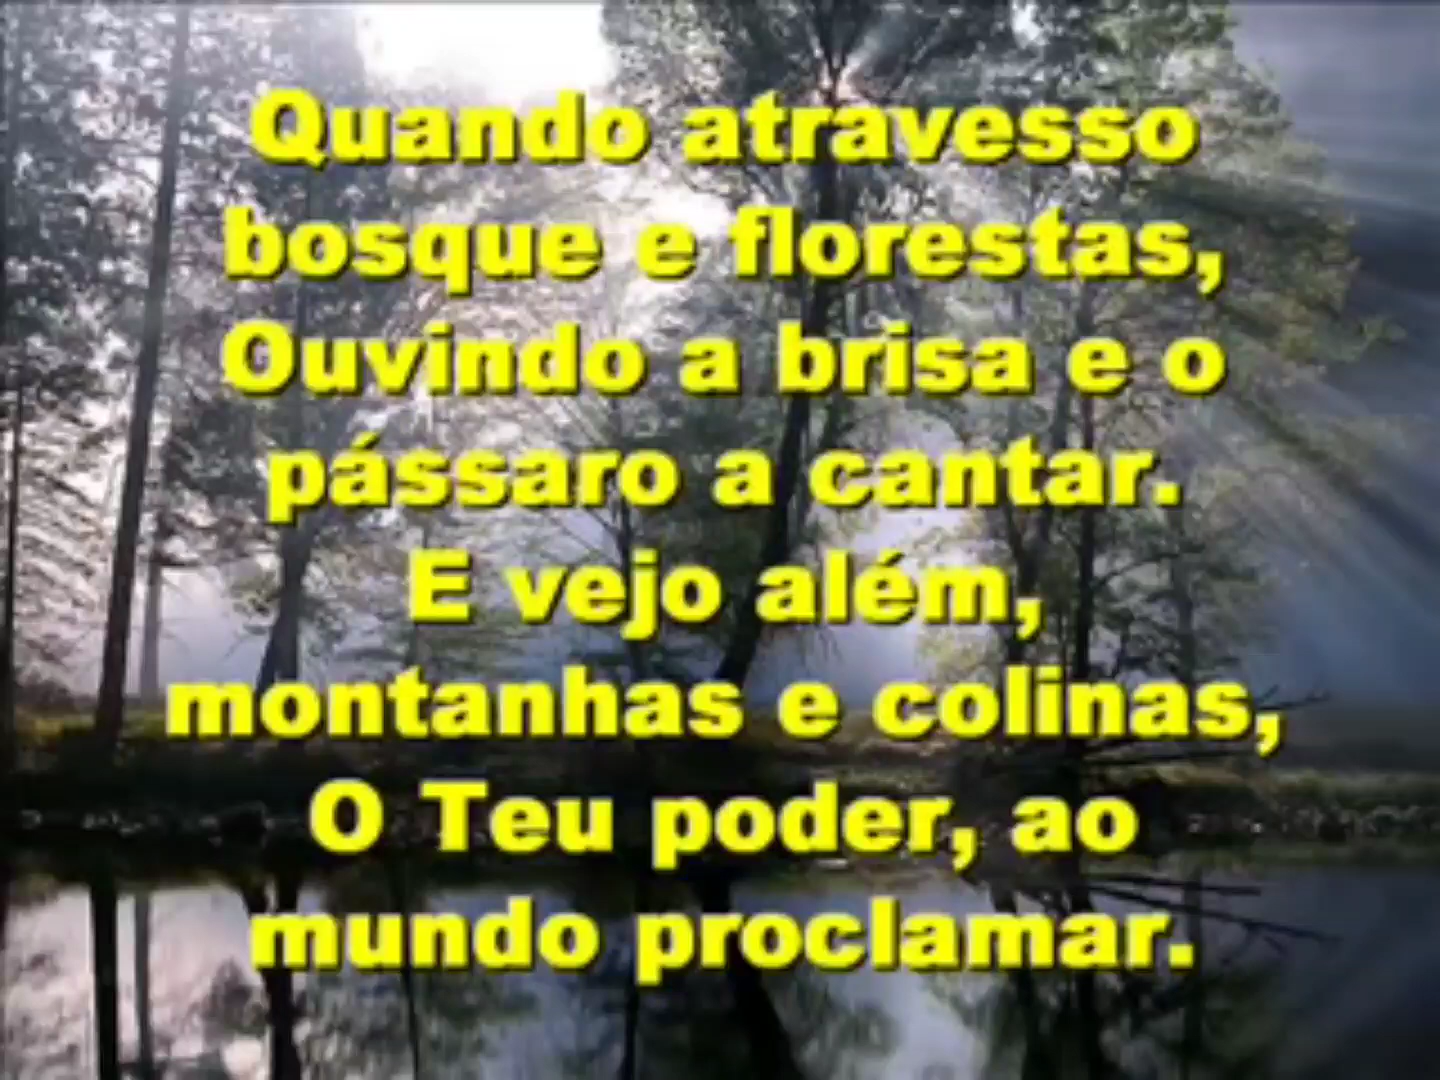 Quando atravesso
bosque e florestas,
Ouvindo a brisa e o
pássaro a cantar.
E vejo além,
montanhas e colinas,
O Teu poder, ao
mundo proclamar.